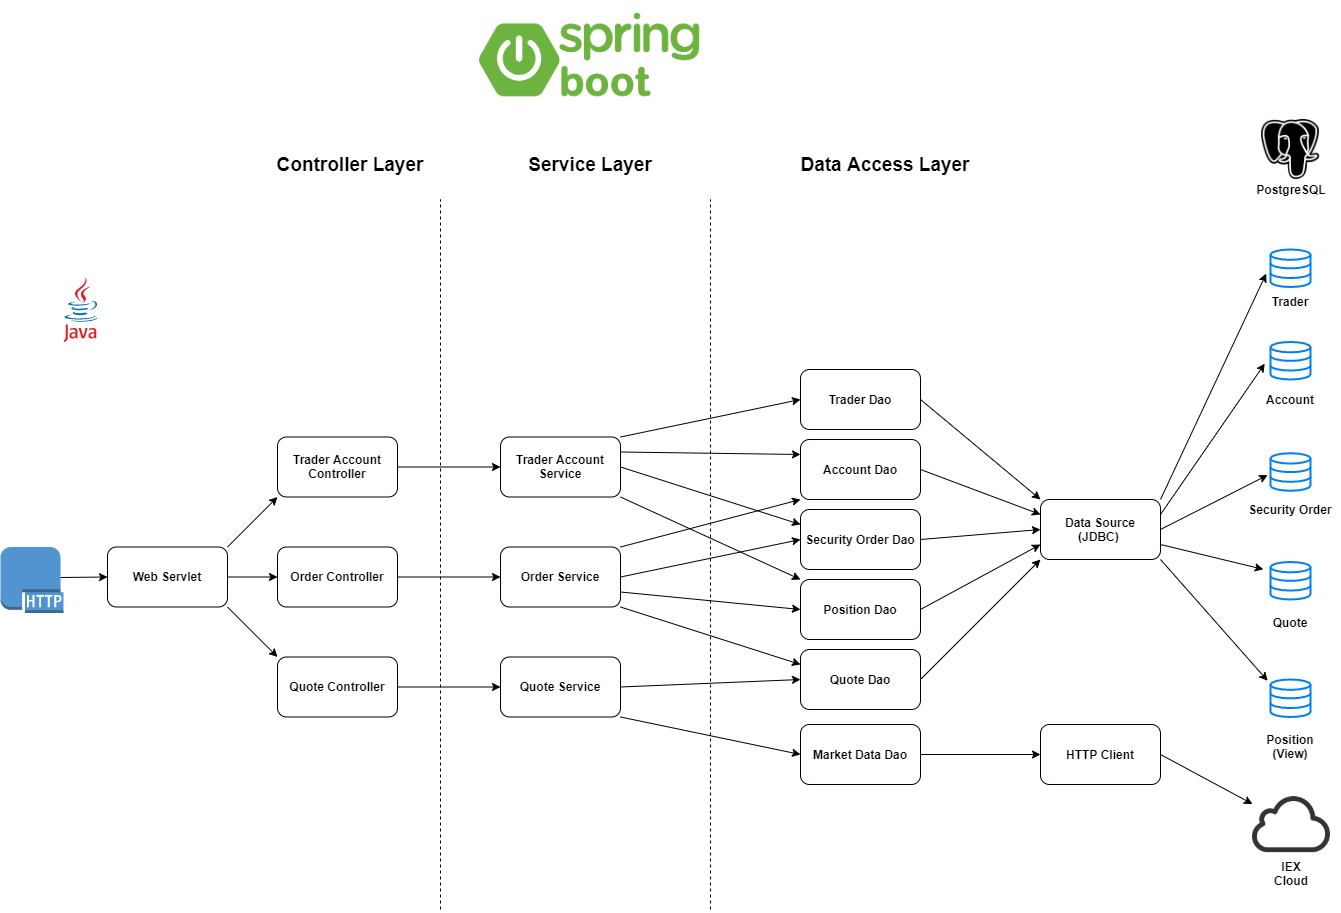 spring
boot
Controller Layer
Service Layer
Data Access Layer
PostgreSQL
Java
Trader
Account
Security Order
Quote
Position
(View)
IEX
Cloud
HTTP
Web Servlet
Trader Account
Controller
Order Controller
Quote Controller
Trader Account
Service
Order Service
Quote Service
Trader Dao
Account Dao
Security Order Dao
Position Dao
Quote Dao
Market Data Dao
Data Source
(JDBC)
HTTP Client